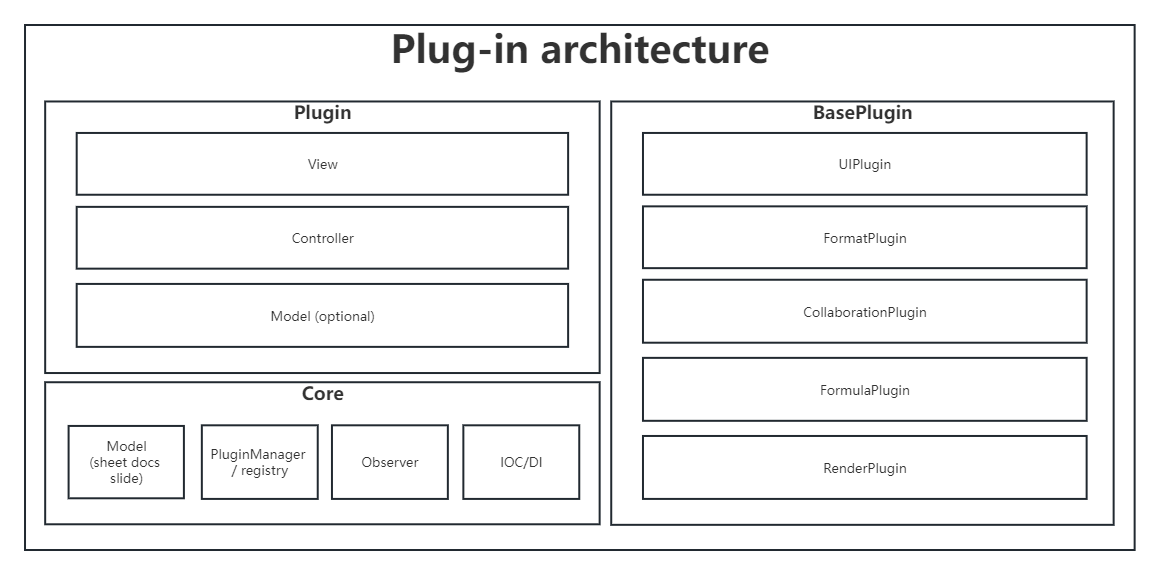 Plug-in architecture
Plugin
View
Controller
Model (optional)
Core
Model
(sheet docs
slide)
PluginManager
/ registry
Observer
IOC/DI
BasePlugin
UIPlugin
FormatPlugin
CollaborationPlugin
FormulaPlugin
RenderPlugin